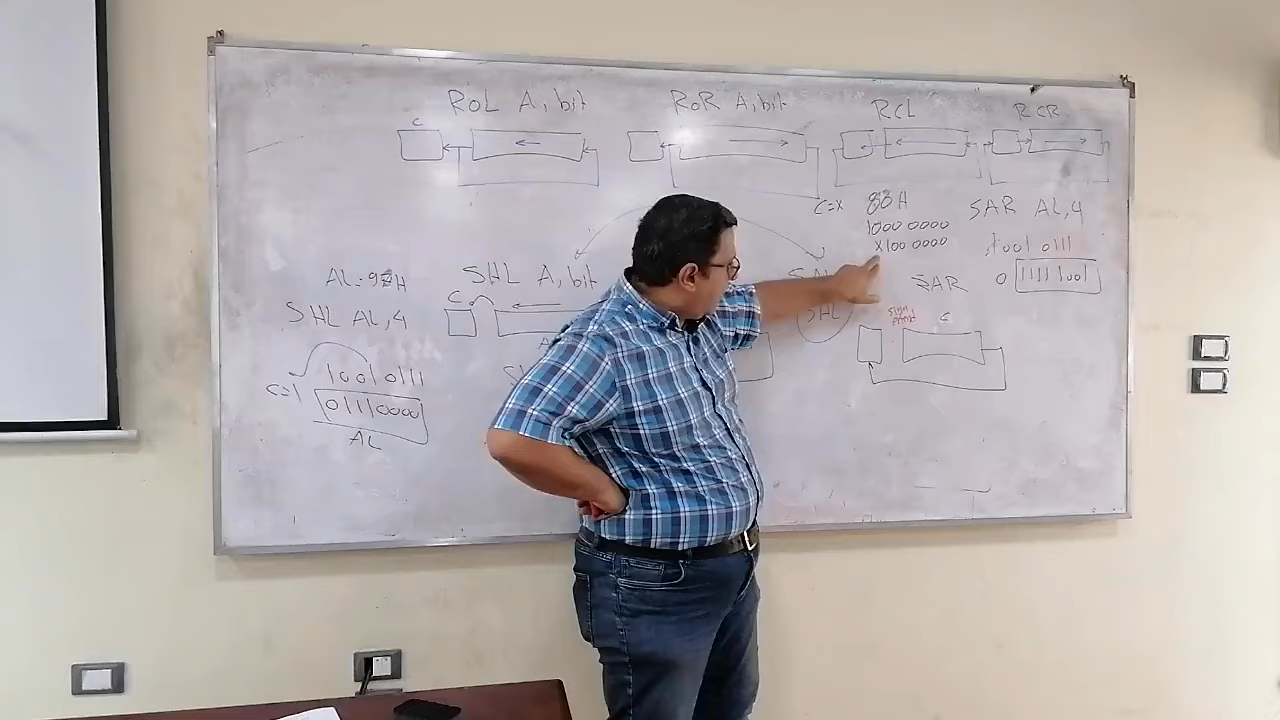 ROL A, bit
ROR A, bit
RCL
RCR
C
C=X
80H
1000 0000
X100 0000
SAR AL,4
1001 0111
0 1111 1001
AL=97H
SHL AL,4
1001 0111
C=1
0111 0000
AL
SHL A, bit
C
SHL
SAR
C